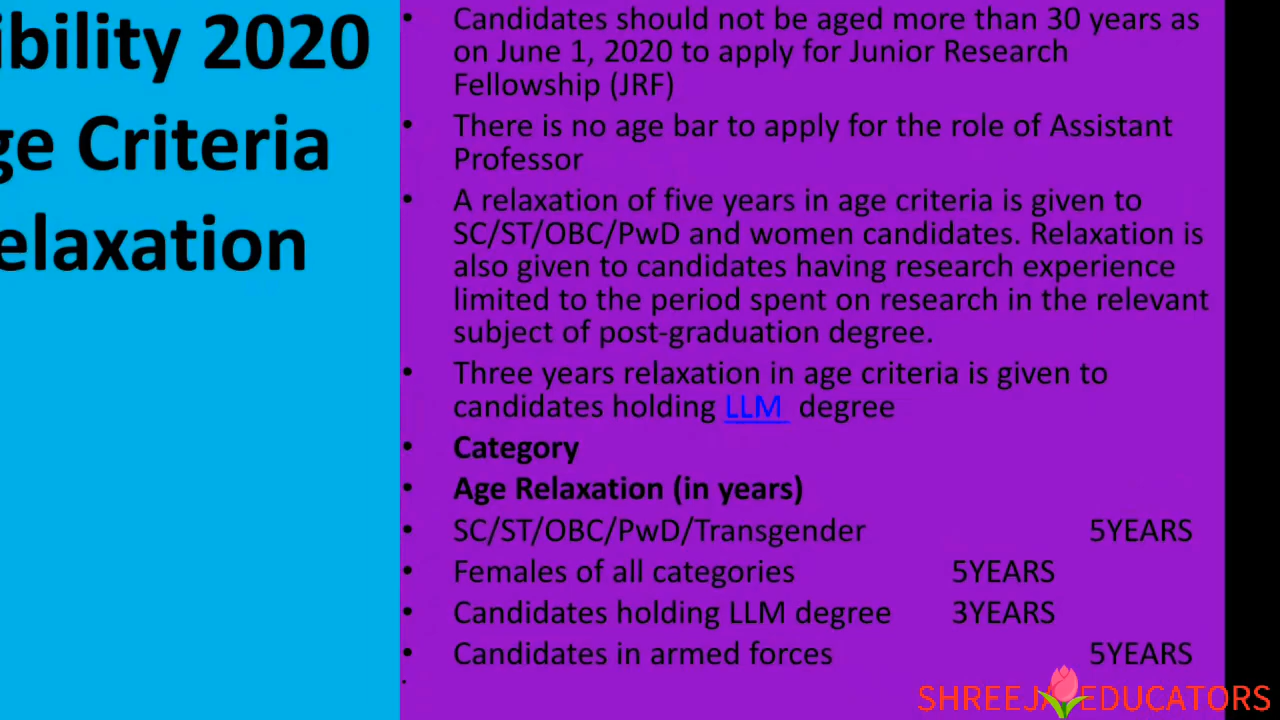 ibility 2020
ge Criteria
elaxation
• Candidates should not be aged more than 30 years as
on June 1, 2020 to apply for Junior Research
Fellowship (JRF)
• There is no age bar to apply for the role of Assistant
Professor
• A relaxation of five years in age criteria is given to
SC/ST/OBC/PwD and women candidates. Relaxation is
also given to candidates having research experience
limited to the period spent on research in the relevant
subject of post-graduation degree.
• Three years relaxation in age criteria is given to
candidates holding LLM degree
• Category
• Age Relaxation (in years)
• SC/ST/OBC/PwD/Transgender 5YEARS
• Females of all categories 5YEARS
• Candidates holding LLM degree 3YEARS
• Candidates in armed forces 5YEARS
SHREEJA EDUCATORS